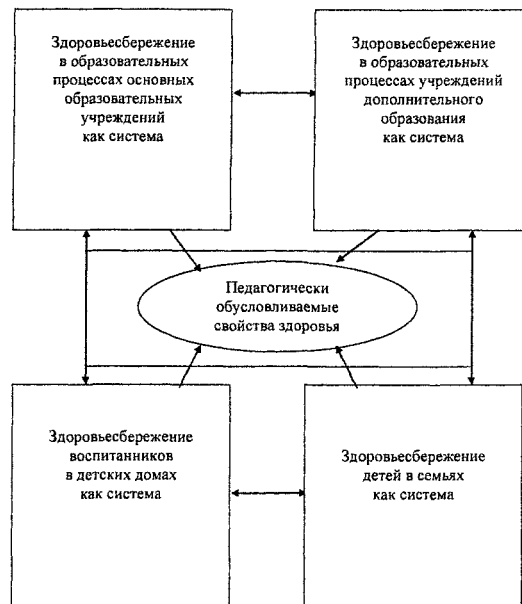 Здоровьесбережение
в образовательных
процессах основных
образовательных
учреждений
как система
Здоровьесбережение
в образовательных
процессах учреждений
дополнительного
образования
как система
Педагогически
обусловливаемые
свойства здоровья
Здоровьесбережение
воспитанников
в детских домах
как система
Здоровьесбережение
детей в семьях
как система